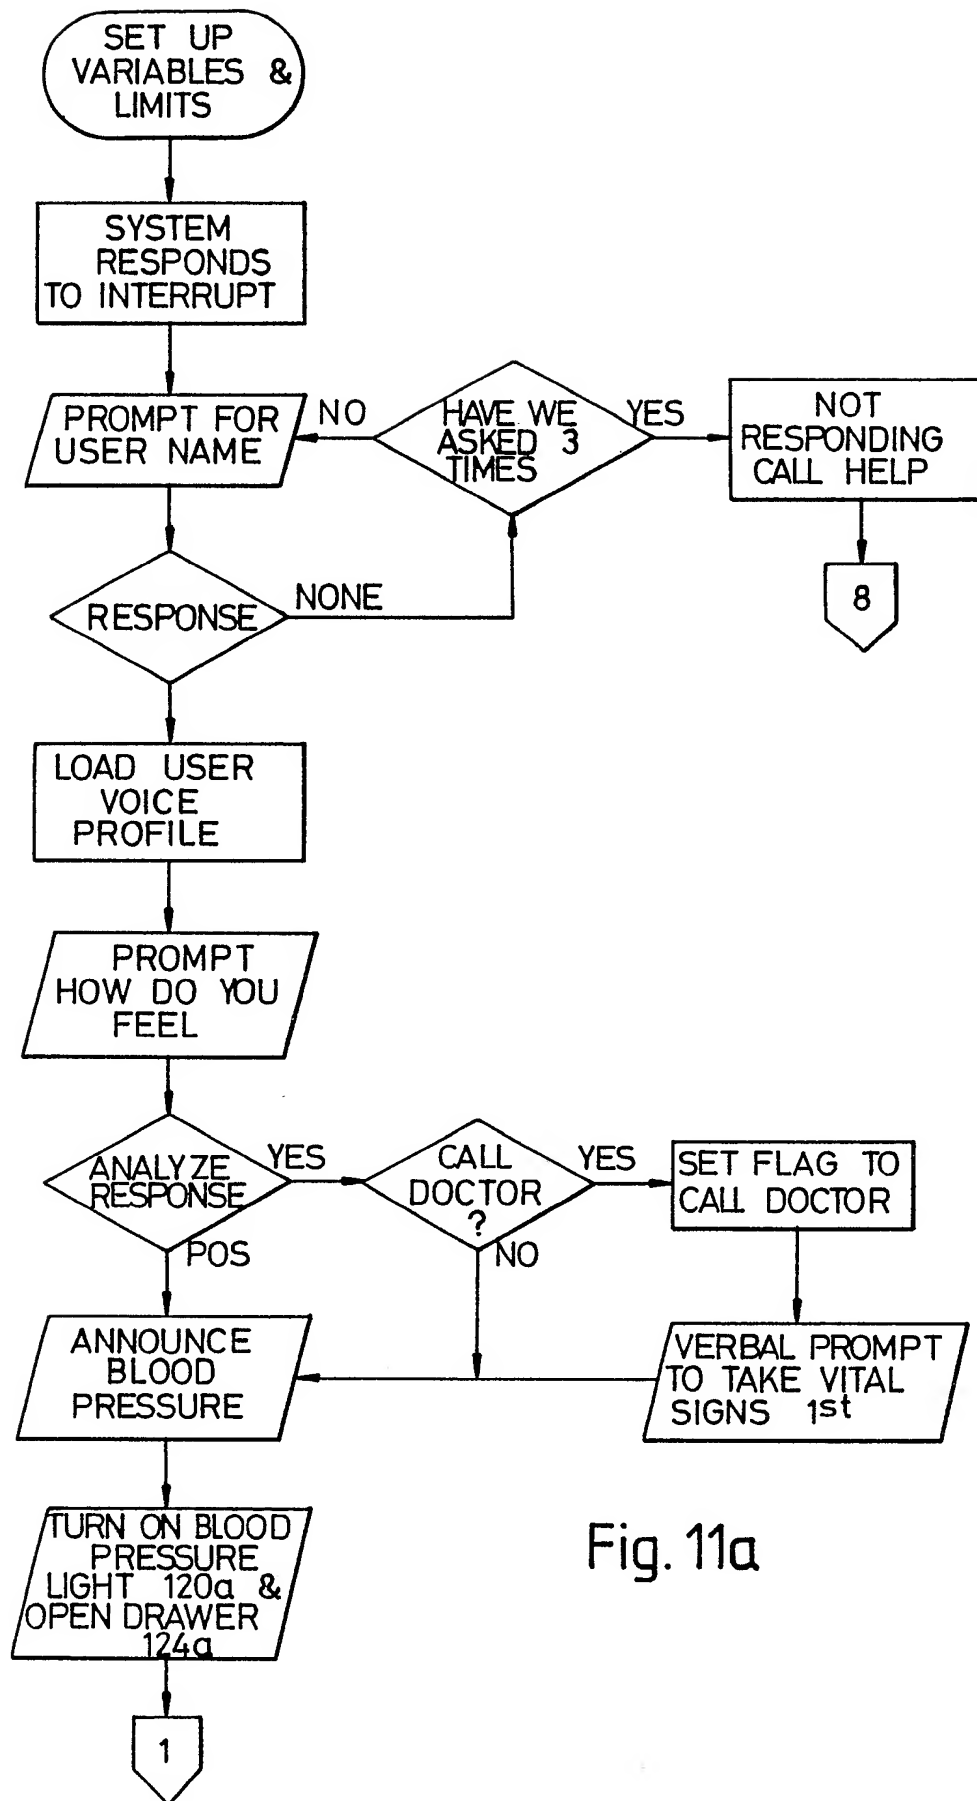 SET UP
VARIABLES &
LIMITS
SYSTEM
RESPONDS
TO INTERRUPT
PROMPT FOR
USER NAME
NO
HAVE WE
ASKED 3
TIMES
YES
NOT
RESPONDING
CALL HELP
8
RESPONSE
NONE
LOAD USER
VOICE
PROFILE
PROMPT
HOW DO YOU
FEEL
ANALYZE
RESPONSE
YES
POS
CALL
DOCTOR
?
YES
NO
SET FLAG TO
CALL DOCTOR
VERBAL PROMPT
TO TAKE VITAL
SIGNS 1st
ANNOUNCE
BLOOD
PRESSURE
TURN ON BLOOD
PRESSURE
LIGHT 120a &
OPEN DRAWER
124a
1
Fig. 11a